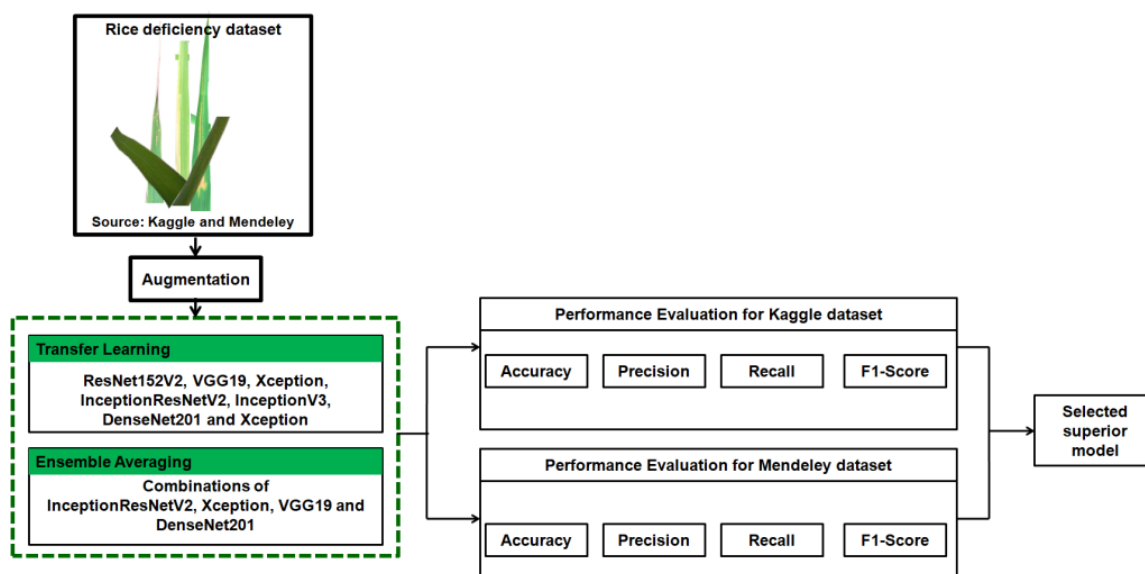 Rice deficiency dataset
Source: Kaggle and Mendeley
Augmentation
Transfer Learning
ResNet152V2, VGG19, Xception,
InceptionResNetV2, InceptionV3,
DenseNet201 and Xception
Ensemble Averaging
Combinations of
InceptionResNetV2, Xception, VGG19 and
DenseNet201
Performance Evaluation for Kaggle dataset
Accuracy Precision Recall F1-Score
Performance Evaluation for Mendeley dataset
Accuracy Precision Recall F1-Score
Selected
superior
model